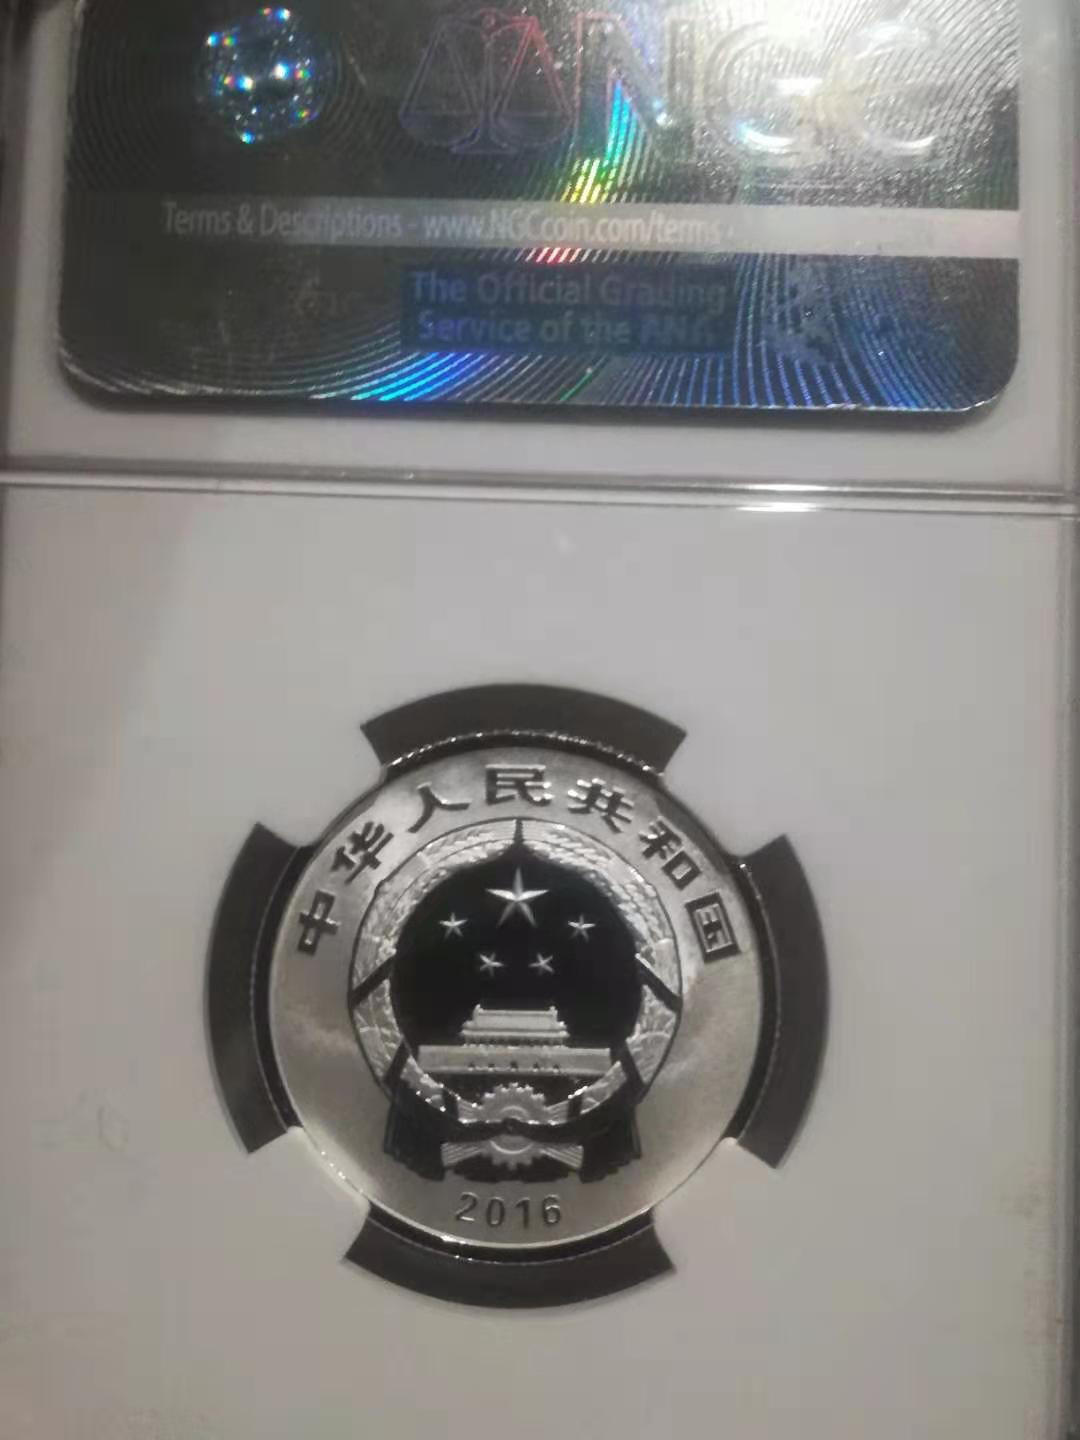 NGC
Terms & Descriptions - www.NGCcoin.com/terms -
The Official Grading
Service of the ANA
中华人民共和国
2016